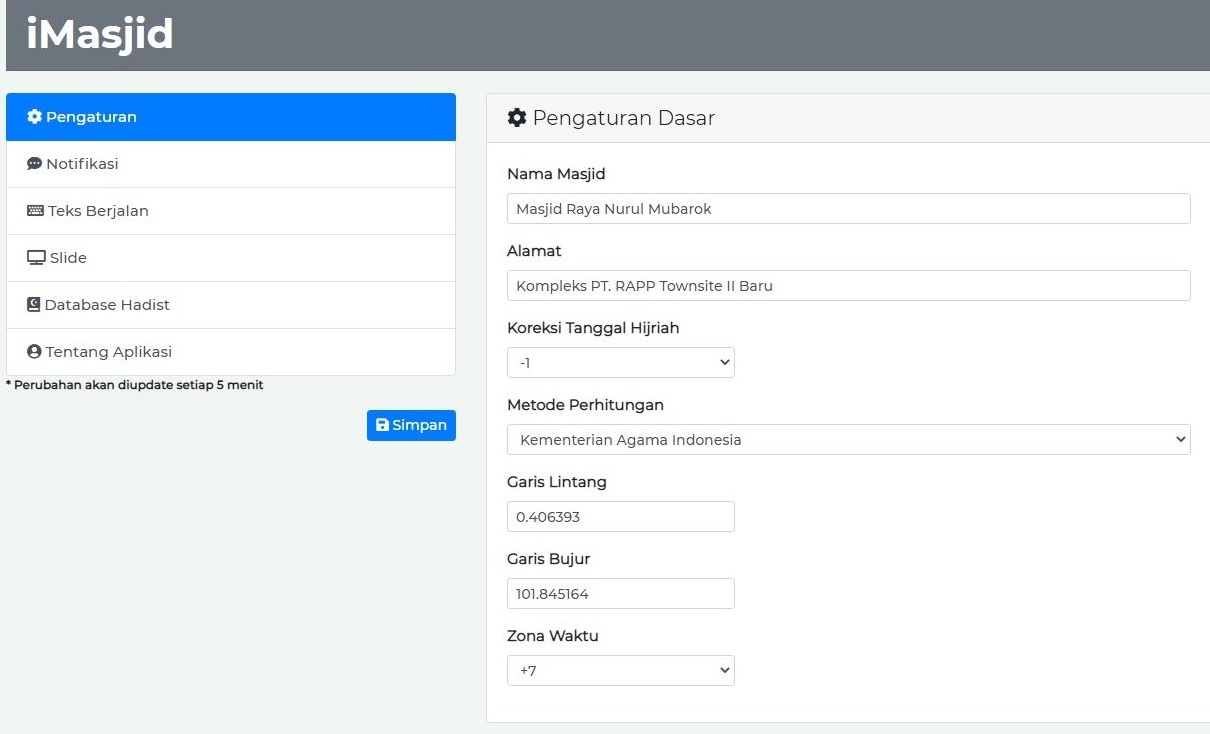 iMasjid
Pengaturan
Notifikasi
Teks Berjalan
Slide
Database Hadist
Tentang Aplikasi
* Perubahan akan diupdate setiap 5 menit
Simpan
Pengaturan Dasar
Nama Masjid
Masjid Raya Nurul Mubarok
Alamat
Kompleks PT. RAPP Townsite II Baru
Koreksi Tanggal Hijriah
-1
Metode Perhitungan
Kementerian Agama Indonesia
Garis Lintang
0.406393
Garis Bujur
101.845164
Zona Waktu
+7